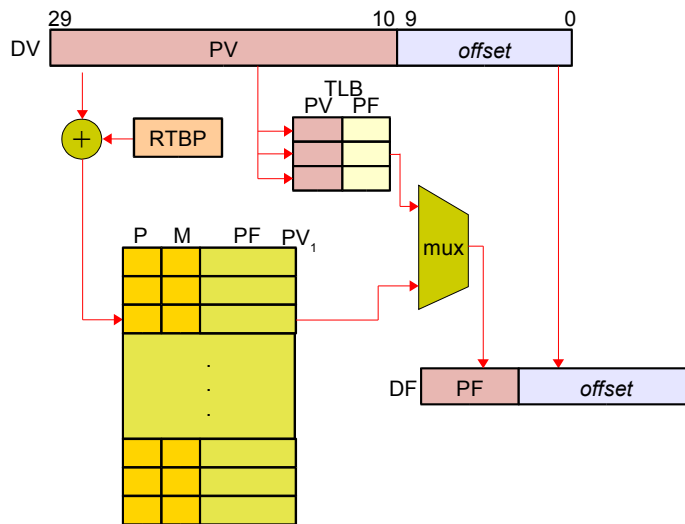 29 10 9 0
DV PV offset
TLB
PV PF
+ RTBP
P M PF PV1
mux
.
.
.
DF PF offset